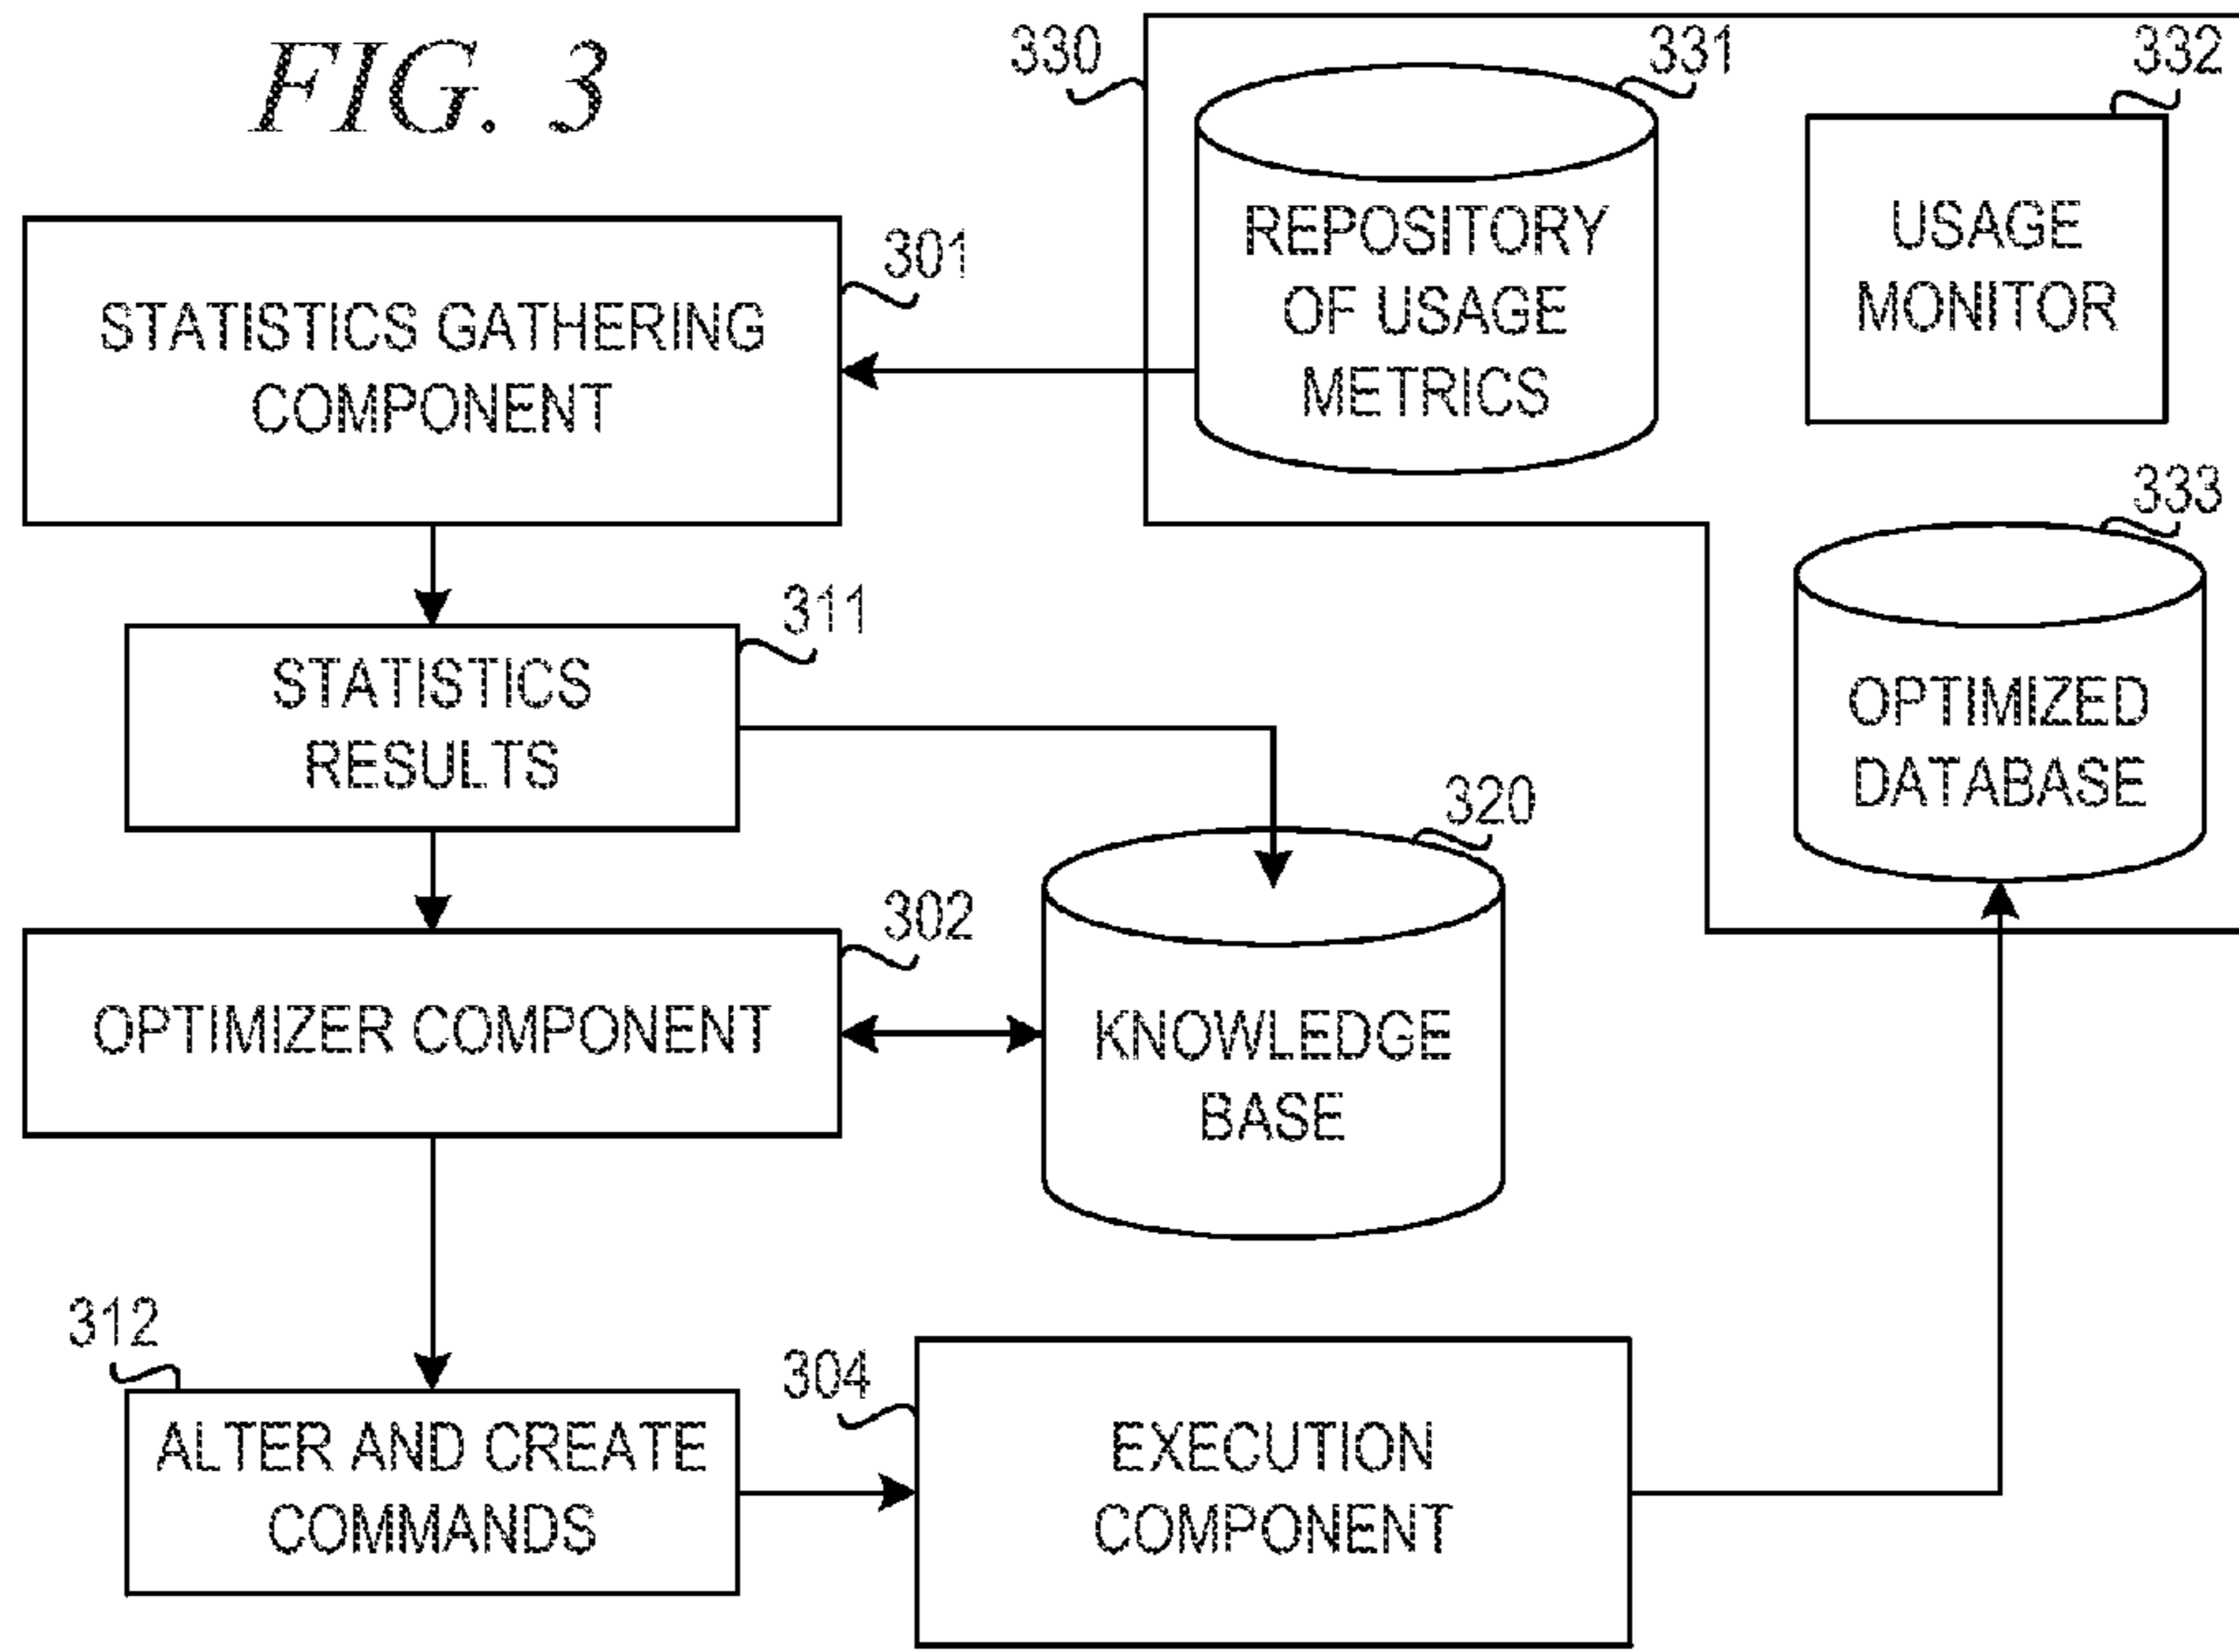 FIG. 3
330
331
332
REPOSITORY
OF USAGE
METRICS
USAGE
MONITOR
301
STATISTICS GATHERING
COMPONENT
333
OPTIMIZED
DATABASE
311
STATISTICS
RESULTS
320
KNOWLEDGE
BASE
302
OPTIMIZER COMPONENT
312
ALTER AND CREATE
COMMANDS
304
EXECUTION
COMPONENT